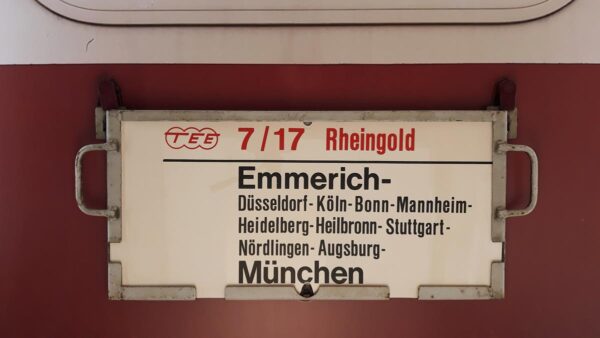 TEE 7/17 Rheingold
Emmerich-
Düsseldorf- Köln- Bonn- Mannheim-
Heidelberg- Heilbronn- Stuttgart-
Nördlingen- Augsburg-
München